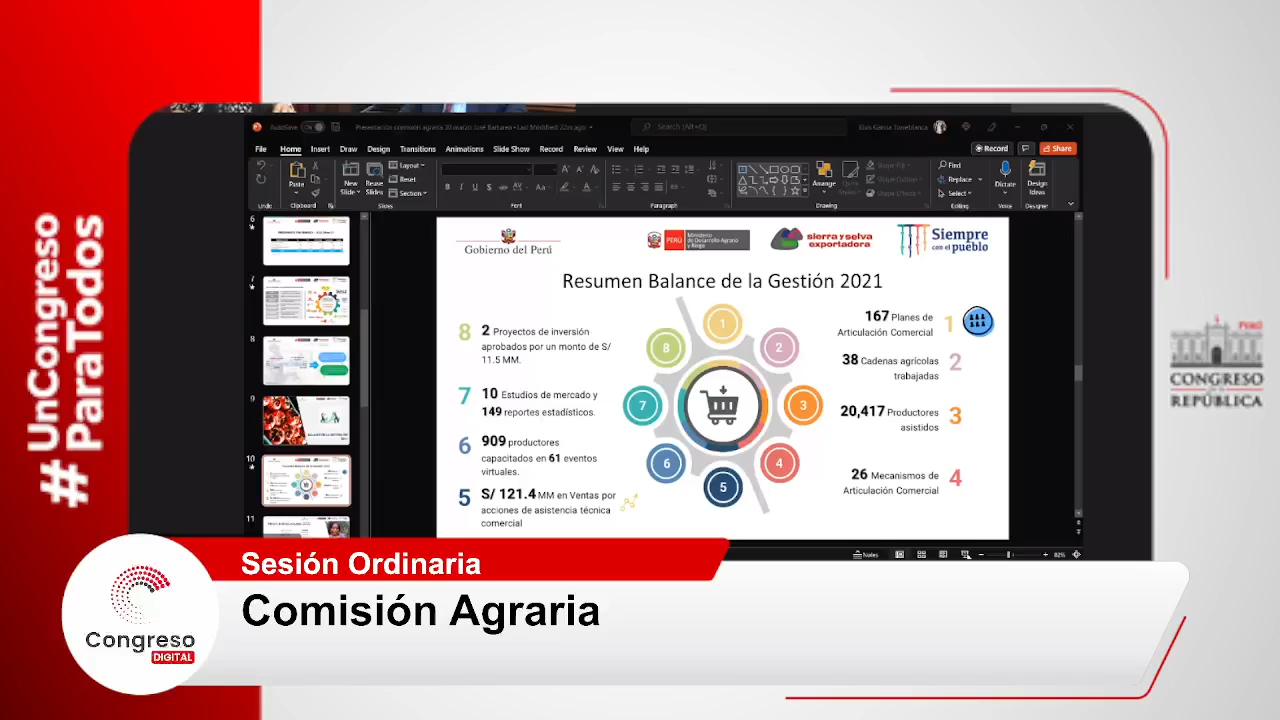 #UnCongreso
ParaTodos
AutoSave
Search (Alt+Q)
File Home Insert Draw Design Transitions Animations Slide Show Record Review View Help
Record
Share
Paste
New
Slide
Reuse
Slides
Layout
Reset
Section
Arrange
Find
Replace
Select
Dictate
Design
Ideas
Undo Clipboard Slides Font Paragraph Drawing Editing Voice Designer
6
7
8
9
10
11
Gobierno del Perú
PERÚ
Ministerio
de Desarrollo Agrario
y Riego
sierra y selva
exportadora
Siempre
con el pueblo
Resumen Balance de la Gestión 2021
8
2 Proyectos de inversión
aprobados por un monto de S/
11.5 MM.
7
10 Estudios de mercado y
149 reportes estadísticos.
6
909 productores
capacitados en 61 eventos
virtuales.
5
S/ 121.4 MM en Ventas por
acciones de asistencia técnica
comercial
1
2
3
4
5
6
7
8
167 Planes de
Articulación Comercial
1
38 Cadenas agrícolas
trabajadas
2
20,417 Productores
asistidos
3
26 Mecanismos de
Articulación Comercial
4
Notes
82%
Sesión Ordinaria
Comisión Agraria
Congreso
DIGITAL
PERÚ
CONGRESO
REPÚBLICA